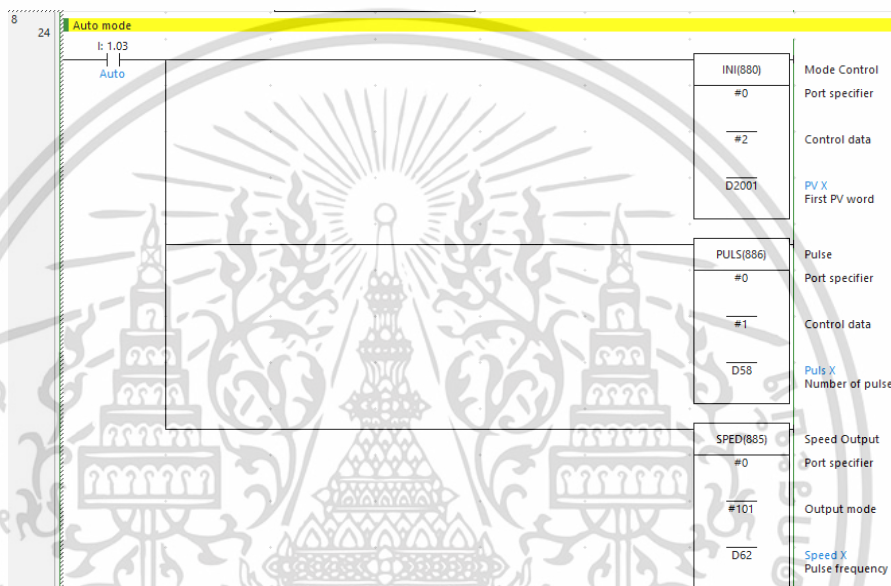 8
24
Auto mode
I: 1.03
Auto
INI(880)
Mode Control
#0
Port specifier
#2
Control data
D2001
PV X
First PV word
PULS(886)
Pulse
#0
Port specifier
#1
Control data
D58
Puls X
Number of pulse
SPED(885)
Speed Output
#0
Port specifier
#101
Output mode
D62
Speed X
Pulse frequency